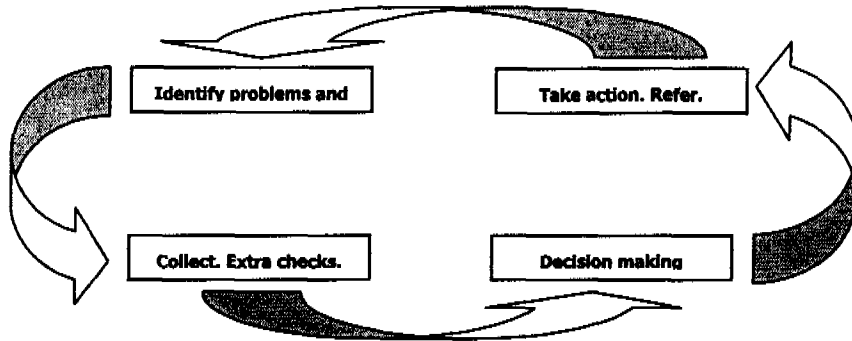 Identify problems and
Take action. Refer.
Collect. Extra checks.
Decision making